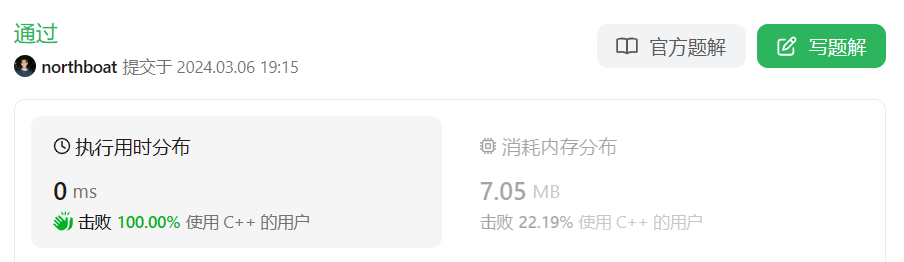 通过
northboat 提交于 2024.03.06 19:15
官方题解
写题解
执行用时分布
0 ms
击败 100.00% 使用 C++ 的用户
消耗内存分布
7.05 MB
击败 22.19% 使用 C++ 的用户